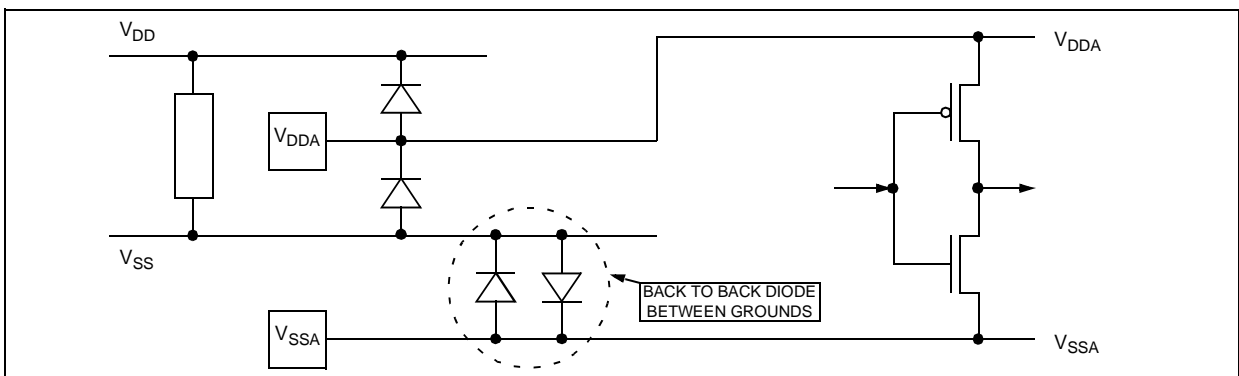 VDD
VDDA
VDDA
VSS
BACK TO BACK DIODE
BETWEEN GROUNDS
VSSA
VSSA